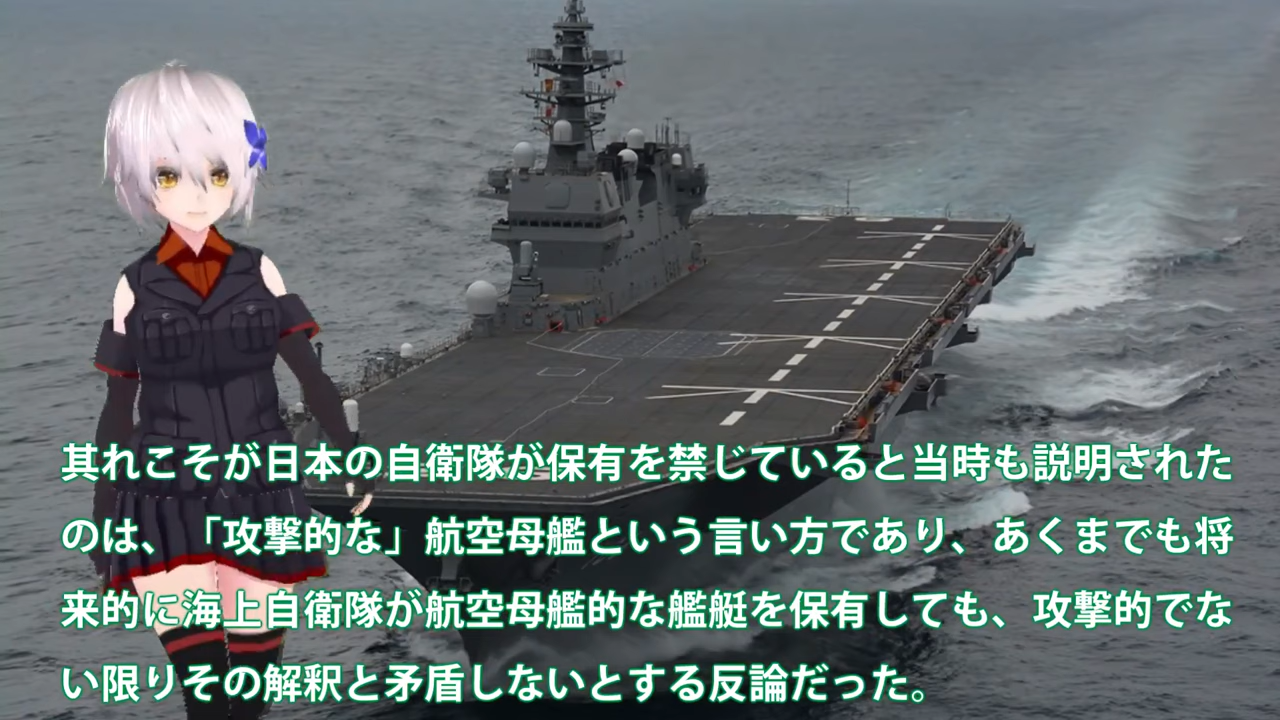 其れこそが日本の自衛隊が保有を禁じていると当時も説明された
のは、「攻撃的な」航空母艦という言い方であり、あくまでも将
来的に海上自衛隊が航空母艦的な艦艇を保有しても、攻撃的でな
い限りその解釈と矛盾しないとする反論だった。